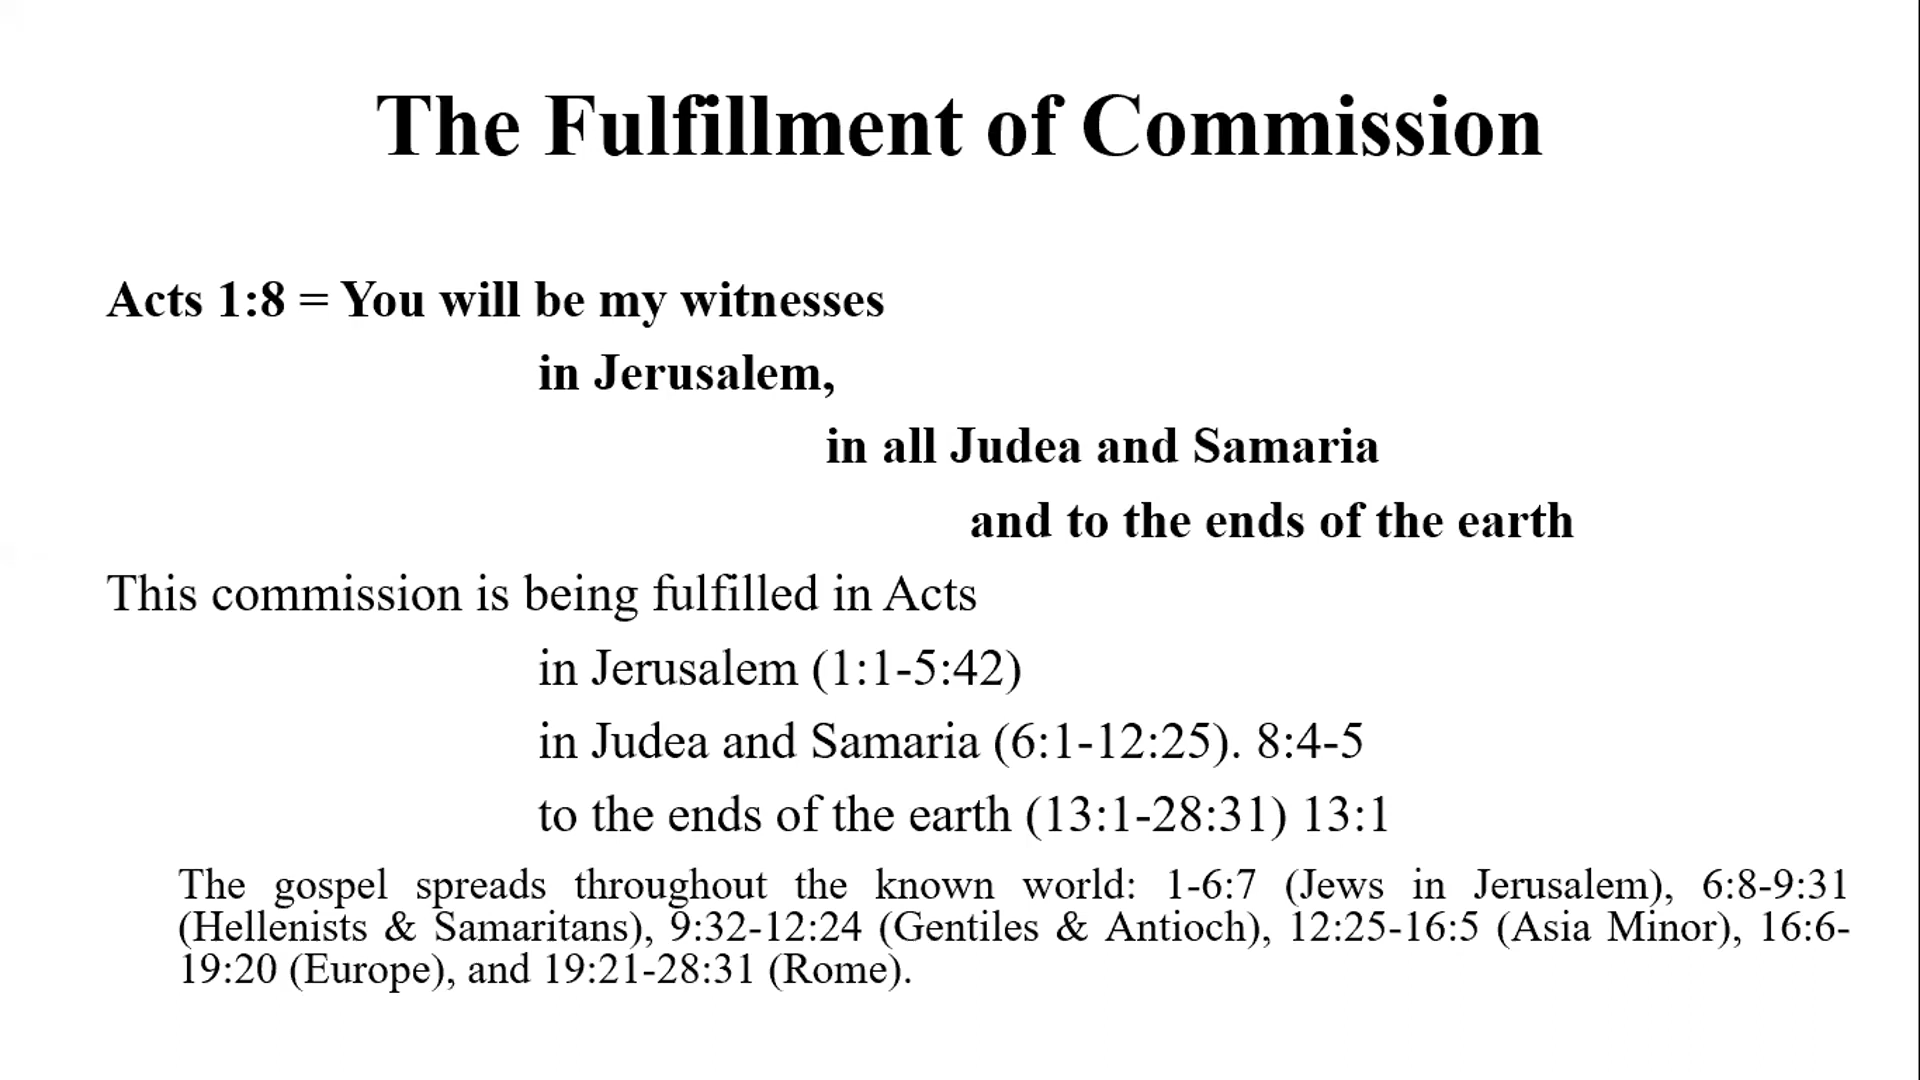 The Fulfillment of Commission
Acts 1:8 = You will be my witnesses
in Jerusalem,
in all Judea and Samaria
and to the ends of the earth
This commission is being fulfilled in Acts
in Jerusalem (1:1-5:42)
in Judea and Samaria (6:1-12:25). 8:4-5
to the ends of the earth (13:1-28:31) 13:1
The gospel spreads throughout the known world: 1-6:7 (Jews in Jerusalem), 6:8-9:31
(Hellenists & Samaritans), 9:32-12:24 (Gentiles & Antioch), 12:25-16:5 (Asia Minor), 16:6-
19:20 (Europe), and 19:21-28:31 (Rome).